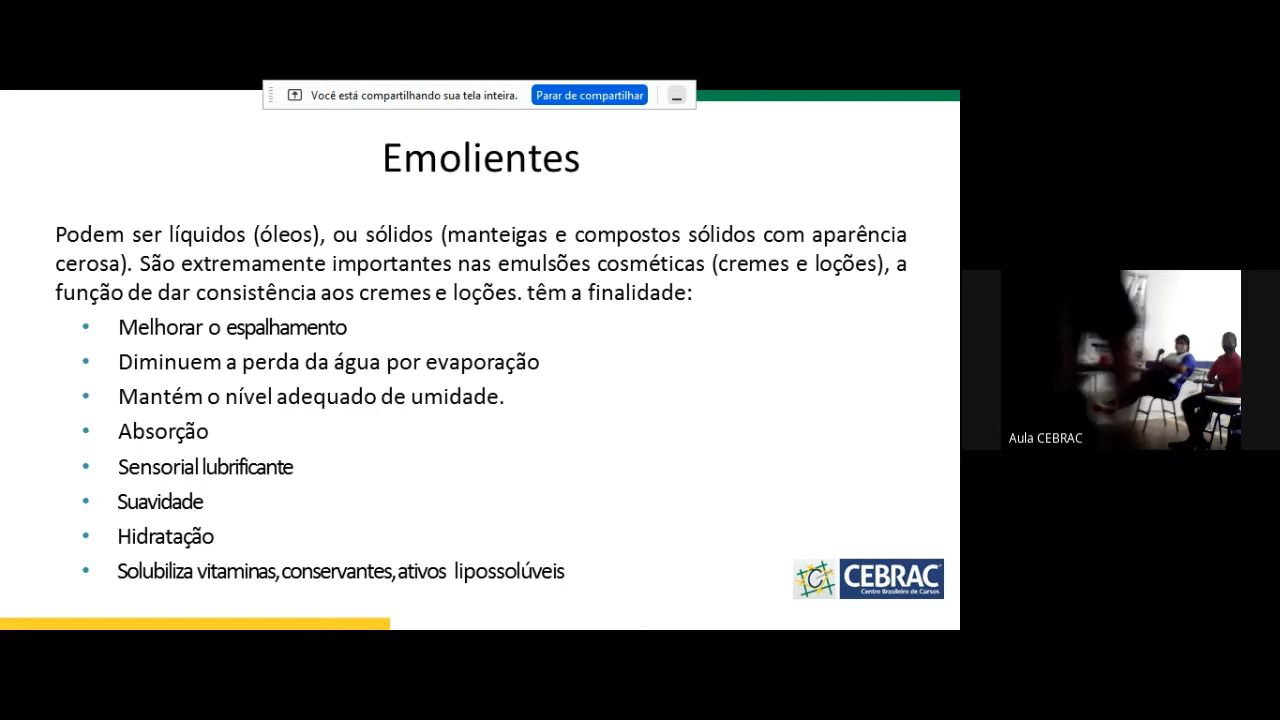 Você está compartilhando sua tela inteira. Parar de compartilhar
Emolientes
Podem ser líquidos (óleos), ou sólidos (manteigas e compostos sólidos com aparência
cerosa). São extremamente importantes nas emulsões cosméticas (cremes e loções), a
função de dar consistência aos cremes e loções. têm a finalidade:
• Melhorar o espalhamento
• Diminuem a perda da água por evaporação
• Mantém o nível adequado de umidade.
• Absorção
• Sensorial lubrificante
• Suavidade
• Hidratação
• Solubiliza vitaminas, conservantes, ativos lipossolúveis
CEBRAC
Centro Brasileiro de Cursos
Aula CEBRAC